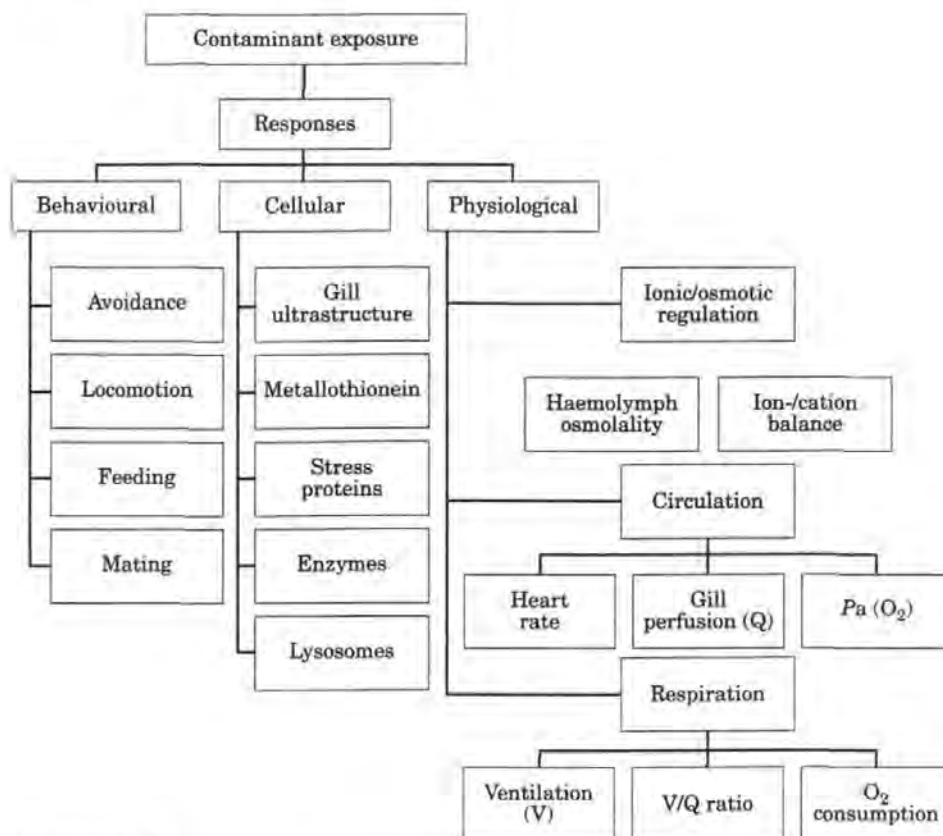 Contaminant exposure
Responses
Behavioural
Cellular
Physiological
Avoidance
Locomotion
Feeding
Mating
Gill
ultrastructure
Metallothionein
Stress
proteins
Enzymes
Lysosomes
Ionic/osmotic
regulation
Haemolymph
osmolality
Ion-/cation
balance
Circulation
Heart
rate
Gill
perfusion (Q)
Pa (O₂)
Respiration
Ventilation
(V)
V/Q ratio
O₂
consumption